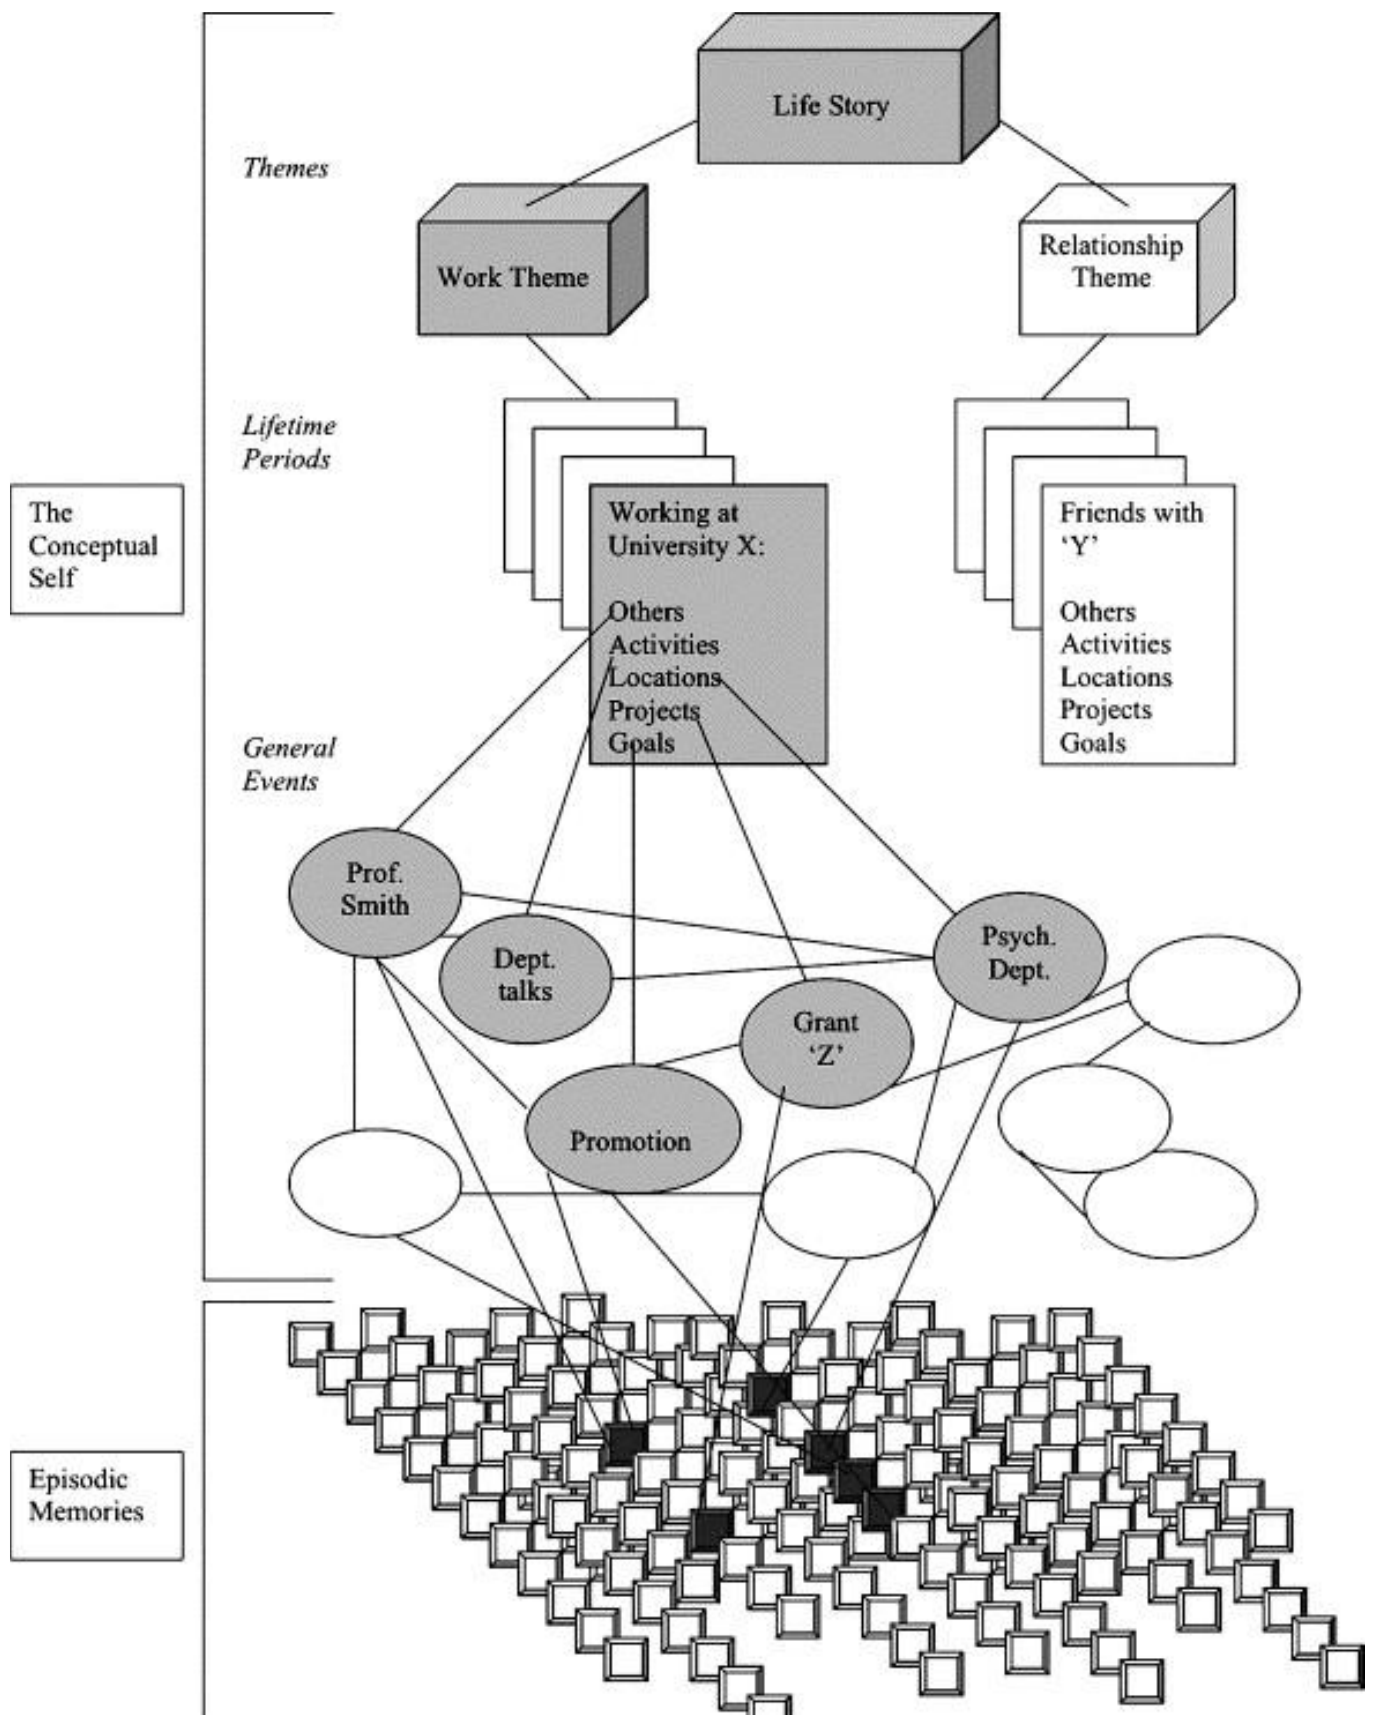 Life Story
Themes
Work Theme
Relationship
Theme
Lifetime
Periods
The
Conceptual
Self
Working at
University X:
Others
Activities
Locations
Projects
Goals
Friends with
‘Y’
Others
Activities
Locations
Projects
Goals
General
Events
Prof.
Smith
Dept.
talks
Psych.
Dept.
Grant
‘Z’
Promotion
Episodic
Memories